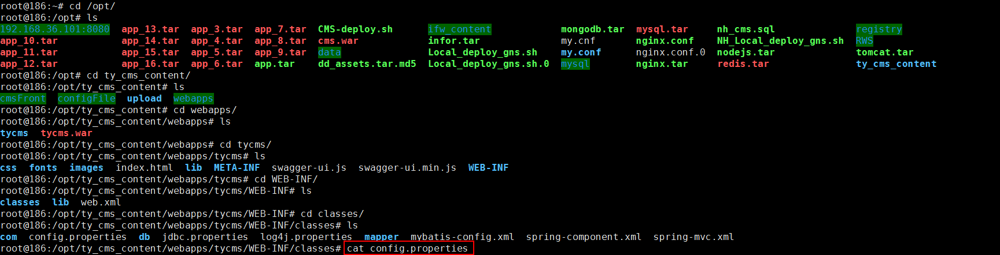 root@186:~# cd /opt/
root@186:/opt# ls
192.168.36.101:8080  app_13.tar  app_3.tar  app_7.tar  CMS-deploy.sh  ifw_content  mongodb.tar  mysql.tar  nh_cms.sql  registry
app_10.tar  app_14.tar  app_4.tar  app_8.tar  cms.war  infor.tar  my.cnf  nginx.conf  NH_Local_deploy_gns.sh  RWS
app_11.tar  app_15.tar  app_5.tar  app_9.tar  data  Local_deploy_gns.sh  my.conf  nginx.conf.0  nodejs.tar  tomcat.tar
app_12.tar  app_16.tar  app_6.tar  app.tar  dd_assets.tar.md5  Local_deploy_gns.sh.0  mysql  nginx.tar  redis.tar  ty_cms_content
root@186:/opt# cd ty_cms_content/
root@186:/opt/ty_cms_content# ls
cmsFront  configFile  upload  webapps
root@186:/opt/ty_cms_content# cd webapps/
root@186:/opt/ty_cms_content/webapps# ls
tycms  tycms.war
root@186:/opt/ty_cms_content/webapps# cd tycms/
root@186:/opt/ty_cms_content/webapps/tycms# ls
css  fonts  images  index.html  lib  META-INF  swagger-ui.js  swagger-ui.min.js  WEB-INF
root@186:/opt/ty_cms_content/webapps/tycms# cd WEB-INF/
root@186:/opt/ty_cms_content/webapps/tycms/WEB-INF# ls
classes  lib  web.xml
root@186:/opt/ty_cms_content/webapps/tycms/WEB-INF# cd classes/
root@186:/opt/ty_cms_content/webapps/tycms/WEB-INF/classes# ls
com  config.properties  db  jdbc.properties  log4j.properties  mapper  mybatis-config.xml  spring-component.xml  spring-mvc.xml
root@186:/opt/ty_cms_content/webapps/tycms/WEB-INF/classes# cat config.properties